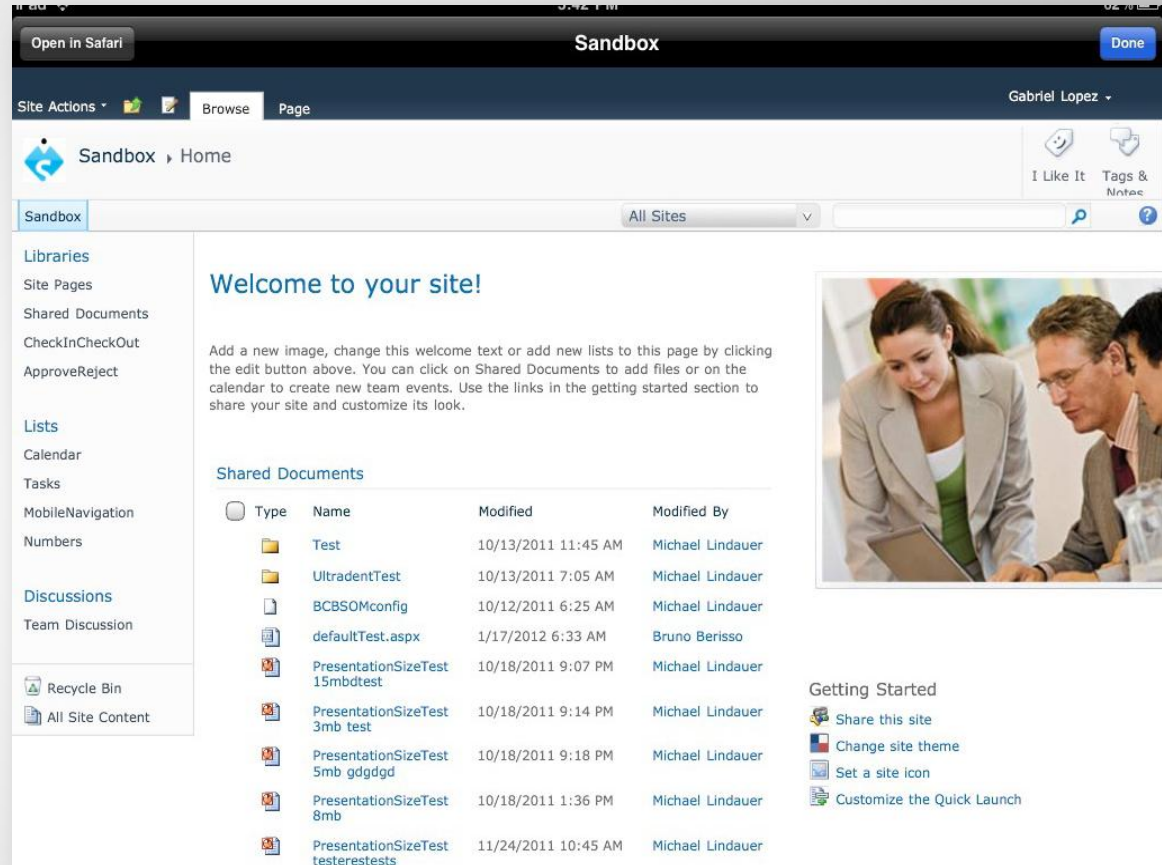 iPad
5:42 PM
62 %
Open in Safari
Sandbox
Done
Site Actions
Browse
Page
Gabriel Lopez
Sandbox ▸ Home
I Like It
Tags &
Notes
Sandbox
All Sites
Libraries
Site Pages
Shared Documents
CheckInCheckOut
ApproveReject
Lists
Calendar
Tasks
MobileNavigation
Numbers
Discussions
Team Discussion
Recycle Bin
All Site Content
Welcome to your site!
Add a new image, change this welcome text or add new lists to this page by clicking
the edit button above. You can click on Shared Documents to add files or on the
calendar to create new team events. Use the links in the getting started section to
share your site and customize its look.
Shared Documents
Type Name Modified Modified By
Test 10/13/2011 11:45 AM Michael Lindauer
UltradentTest 10/13/2011 7:05 AM Michael Lindauer
BCBSOMconfig 10/12/2011 6:25 AM Michael Lindauer
defaultTest.aspx 1/17/2012 6:33 AM Bruno Berisso
PresentationSizeTest 10/18/2011 9:07 PM Michael Lindauer
15mbdtest
PresentationSizeTest 10/18/2011 9:14 PM Michael Lindauer
3mb test
PresentationSizeTest 10/18/2011 9:18 PM Michael Lindauer
5mb gdgdgd
PresentationSizeTest 10/18/2011 1:36 PM Michael Lindauer
8mb
PresentationSizeTest 11/24/2011 10:45 AM Michael Lindauer
testerestests
Getting Started
Share this site
Change site theme
Set a site icon
Customize the Quick Launch